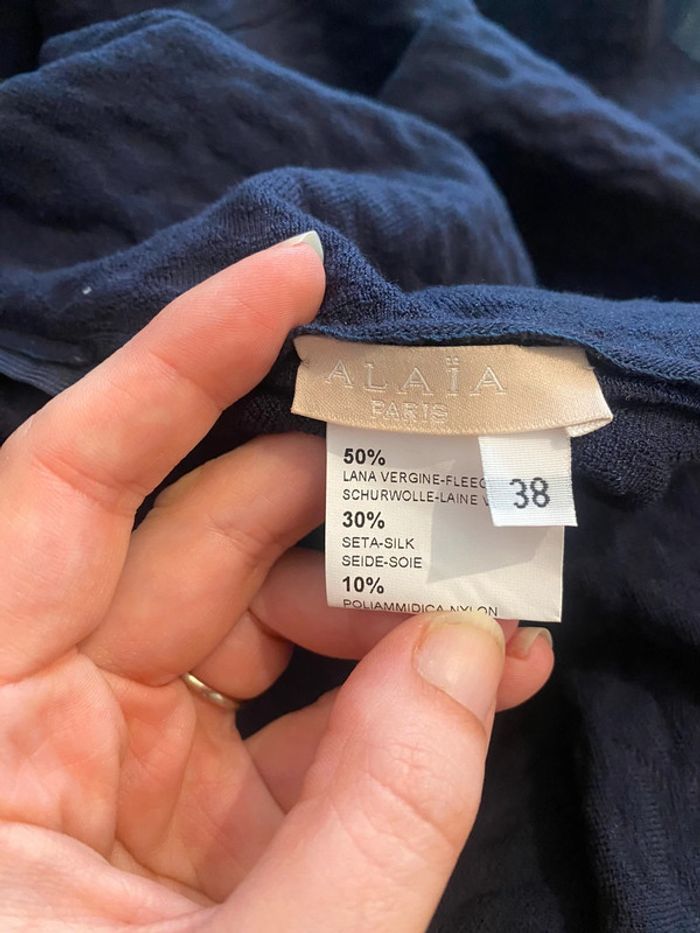 ALAÏA
PARIS
50%
LANA VERGINE-FLEEC
SCHURWOLLE-LAINE V
38
30%
SETA-SILK
SEIDE-SOIE
10%
POLIAMMIDICA NYLON